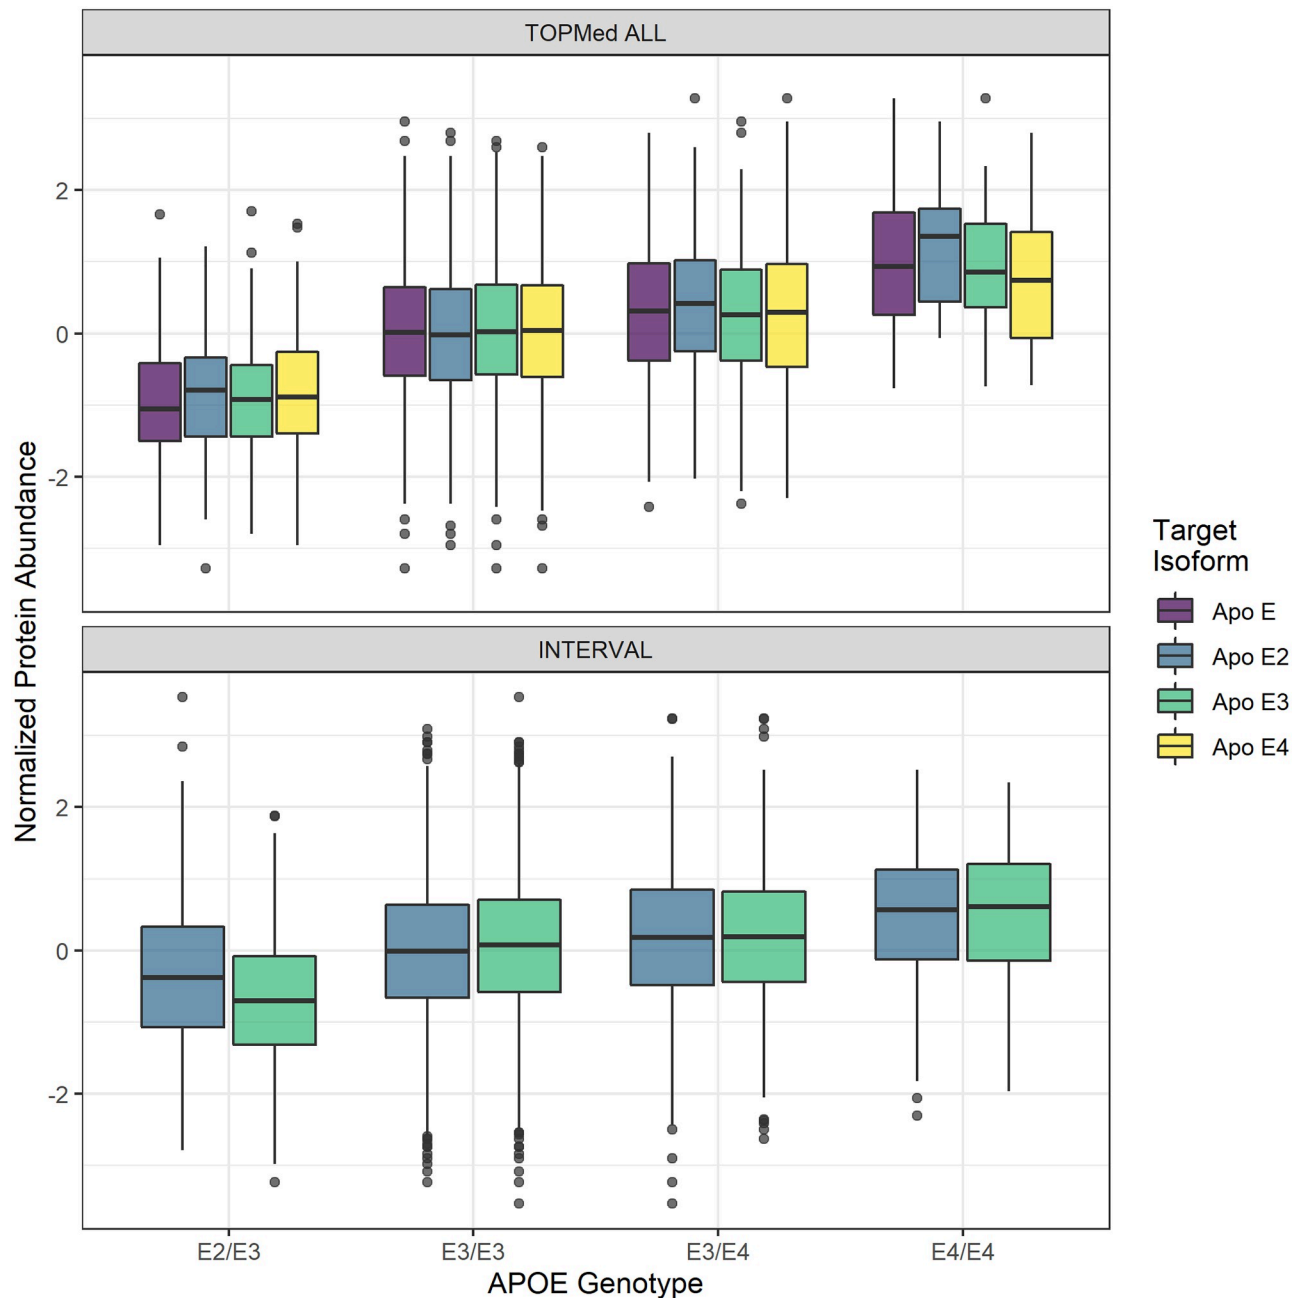 TOPMed ALL
2
0
-2
INTERVAL
2
0
-2
Normalized Protein Abundance
E2/E3 E3/E3 E3/E4 E4/E4
APOE Genotype
Target
Isoform
Apo E
Apo E2
Apo E3
Apo E4